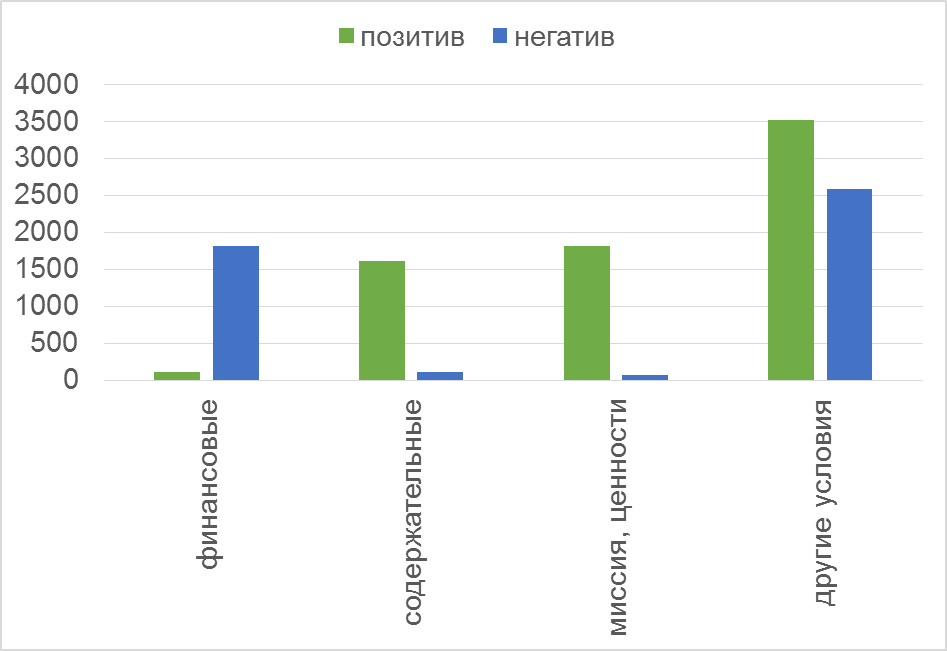 позитив негатив
4000
3500
3000
2500
2000
1500
1000
500
0
финансовые
содержательные
миссия, ценности
другие условия